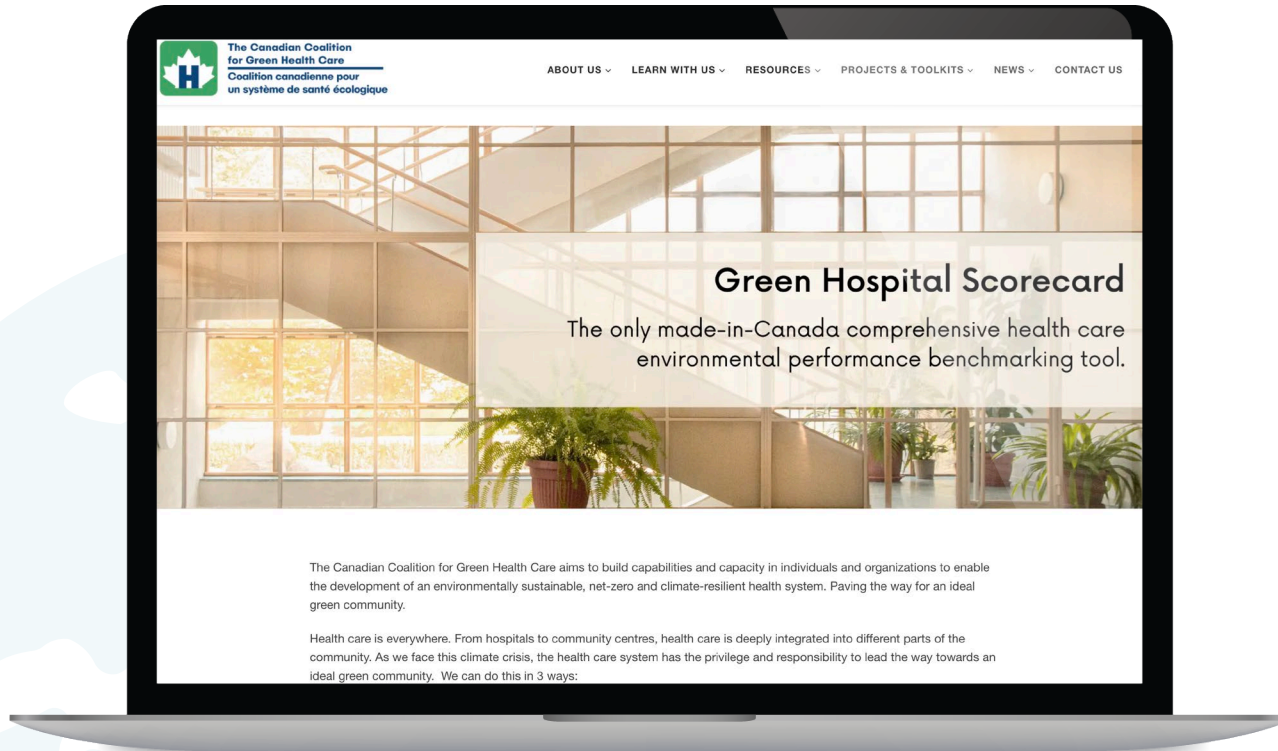 The Canadian Coalition
for Green Health Care
Coalition canadienne pour
un système de santé écologique
H
ABOUT US LEARN WITH US RESOURCES PROJECTS & TOOLKITS NEWS CONTACT US
Green Hospital Scorecard
The only made-in-Canada comprehensive health care
environmental performance benchmarking tool.
The Canadian Coalition for Green Health Care aims to build capabilities and capacity in individuals and organizations to enable
the development of an environmentally sustainable, net-zero and climate-resilient health system. Paving the way for an ideal
green community.
Health care is everywhere. From hospitals to community centres, health care is deeply integrated into different parts of the
community. As we face this climate crisis, the health care system has the privilege and responsibility to lead the way towards an
ideal green community.  We can do this in 3 ways: